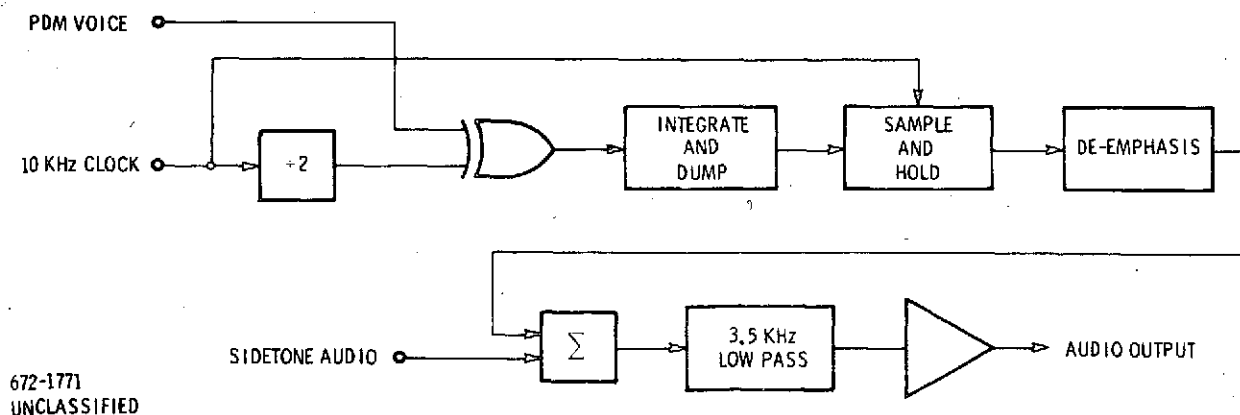 PDM VOICE
10 KHz CLOCK
÷2
INTEGRATE
AND
DUMP
SAMPLE
AND
HOLD
DE-EMPHASIS
SIDETONE AUDIO
Σ
3.5 KHz
LOW PASS
AUDIO OUTPUT
672-1771
UNCLASSIFIED